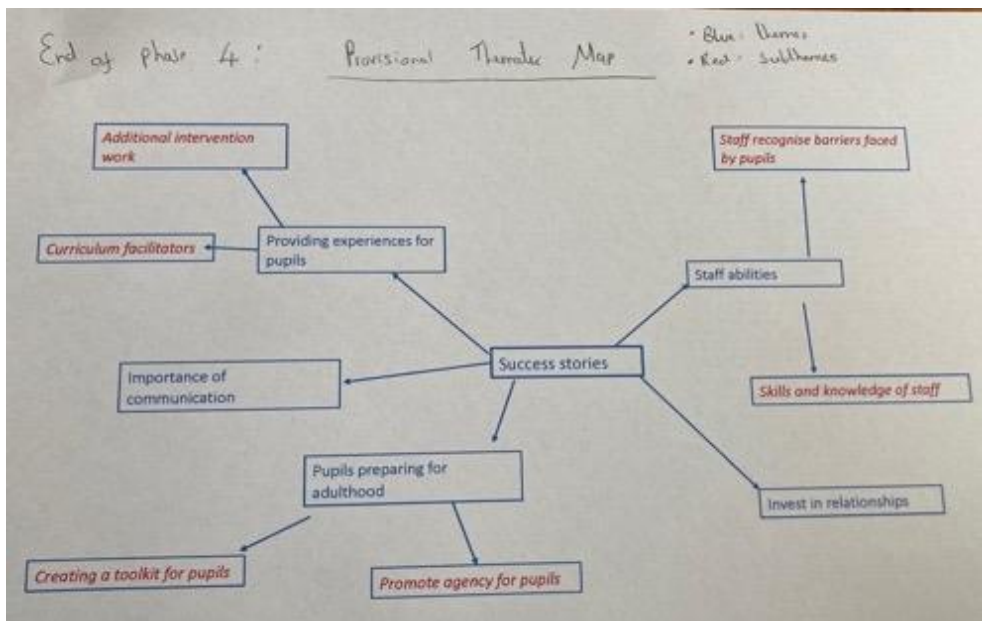 End of phase 4:
Provisional Thematic Map
• Blue: themes
• Red: Subthemes
Additional intervention
work
Curriculum facilitators
Providing experiences for
pupils
Importance of
communication
Pupils preparing for
adulthood
Creating a toolkit for pupils
Promote agency for pupils
Success stories
Staff recognise barriers faced
by pupils
Staff abilities
Skills and knowledge of staff
Invest in relationships